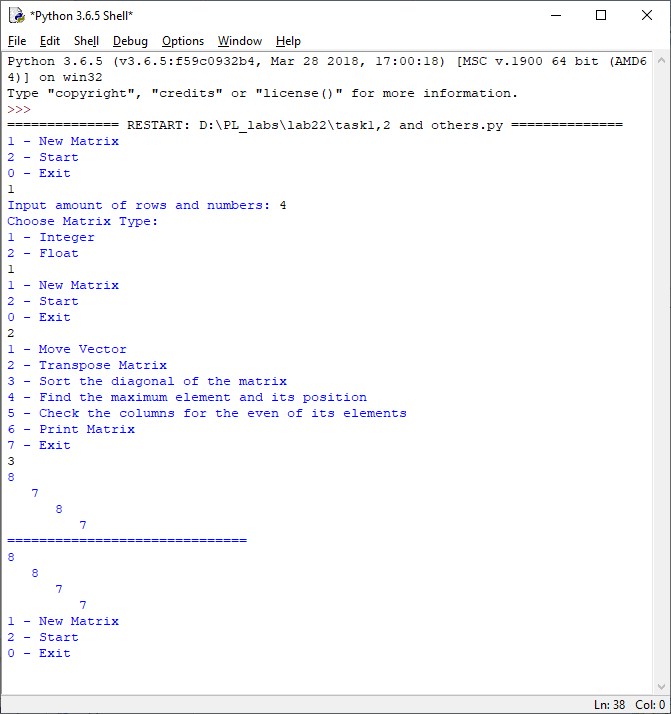 *Python 3.6.5 Shell*
File Edit Shell Debug Options Window Help
Python 3.6.5 (v3.6.5:f59c0932b4, Mar 28 2018, 17:00:18) [MSC v.1900 64 bit (AMD6
4)] on win32
Type "copyright", "credits" or "license()" for more information.
>>>
============== RESTART: D:\PL_labs\lab22\task1,2 and others.py ==============
1 - New Matrix
2 - Start
0 - Exit
1
Input amount of rows and numbers: 4
Choose Matrix Type:
1 - Integer
2 - Float
1
1 - New Matrix
2 - Start
0 - Exit
2
1 - Move Vector
2 - Transpose Matrix
3 - Sort the diagonal of the matrix
4 - Find the maximum element and its position
5 - Check the columns for the even of its elements
6 - Print Matrix
7 - Exit
3
8
   7
      8
         7
==============================
8
   8
      7
         7
1 - New Matrix
2 - Start
0 - Exit
Ln: 38 Col: 0